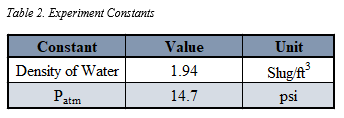 Table 2. Experiment Constants
Constant Value Unit
Density of Water 1.94 Slug/ft³
Patm 14.7 psi